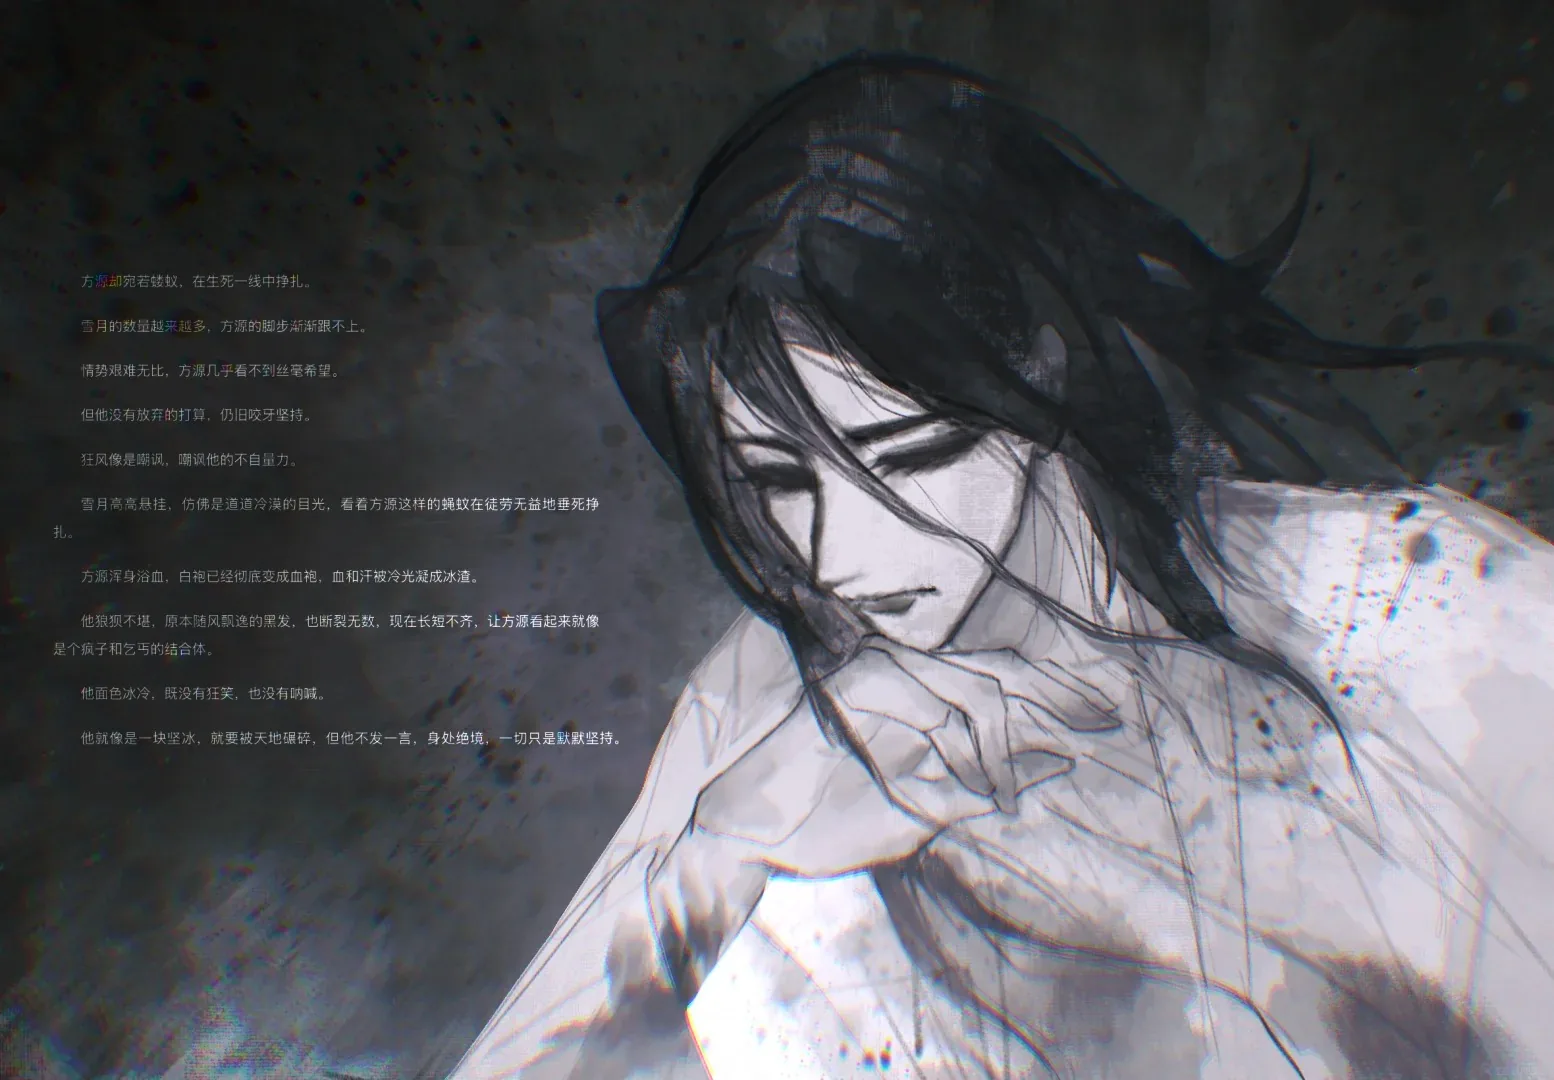 方源却宛若蝼蚁，在生死一线中挣扎。
雪月的数量越来越多，方源的脚步渐渐跟不上。
情势艰难无比，方源几乎看不到丝毫希望。
但他没有放弃的打算，仍旧咬牙坚持。
狂风像是嘲讽，嘲讽他的不自量力。
雪月高高悬挂，仿佛是道道冷漠的目光，看着方源这样的蝇蚊在徒劳无益地垂死挣
扎。
方源浑身浴血，白袍已经彻底变成血袍，血和汗被冷光凝成冰渣。
他狼狈不堪，原本随风飘逸的黑发，也断裂无数，现在长短不齐，让方源看起来就像
是个疯子和乞丐的结合体。
他面色冰冷，既没有狂笑，也没有呐喊。
他就像是一块坚冰，就要被天地碾碎，但他不发一言，身处绝境，一切只是默默坚持。